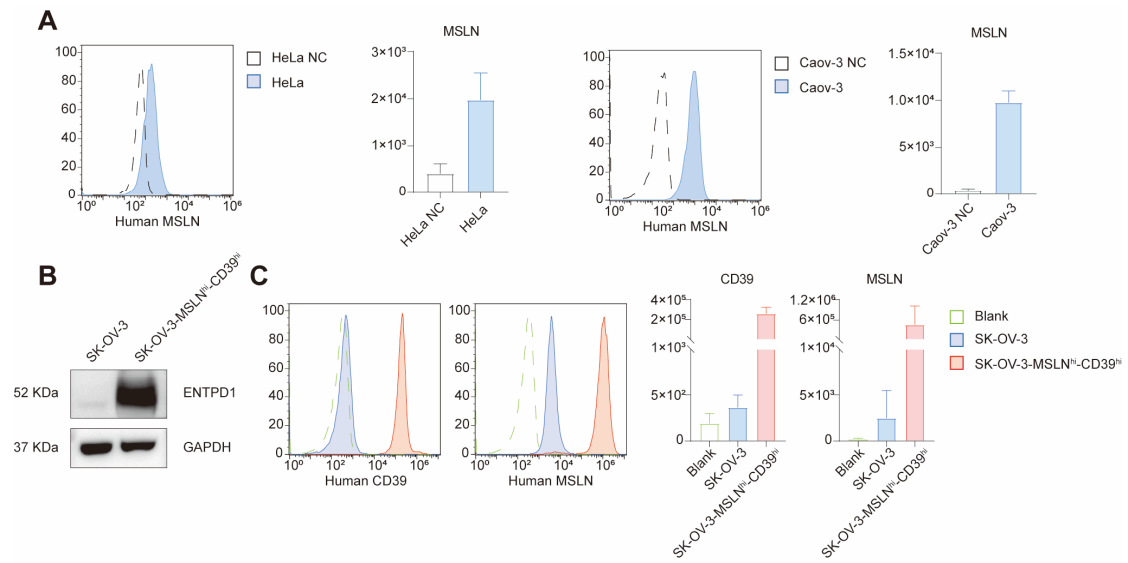 A
100
80
60
40
20
0
10⁰ 10² 10⁴ 10⁶
Human MSLN
HeLa NC
HeLa
MSLN
3×10³
2×10⁴
1×10³
0
HeLa NC
HeLa
100
80
60
40
20
0
10⁰ 10² 10⁴ 10⁶
Human MSLN
Caov-3 NC
Caov-3
MSLN
1.5×10⁴
1.0×10⁴
5×10³
0
Caov-3 NC
Caov-3
B
SK-OV-3
SK-OV-3-MSLNʰⁱ-CD39ʰⁱ
52 KDa
ENTPD1
37 KDa
GAPDH
C
100
80
60
40
20
0
10⁰ 10² 10⁴ 10⁶
Human CD39
100
80
60
40
20
0
10⁰ 10² 10⁴ 10⁶
Human MSLN
CD39
4×10⁵
2×10⁵
1×10³
5×10²
0
Blank
SK-OV-3
SK-OV-3-MSLNʰⁱ-CD39ʰⁱ
MSLN
1.2×10⁶
6×10⁵
1×10⁴
5×10³
0
Blank
SK-OV-3
SK-OV-3-MSLNʰⁱ-CD39ʰⁱ
Blank
SK-OV-3
SK-OV-3-MSLNʰⁱ-CD39ʰⁱ